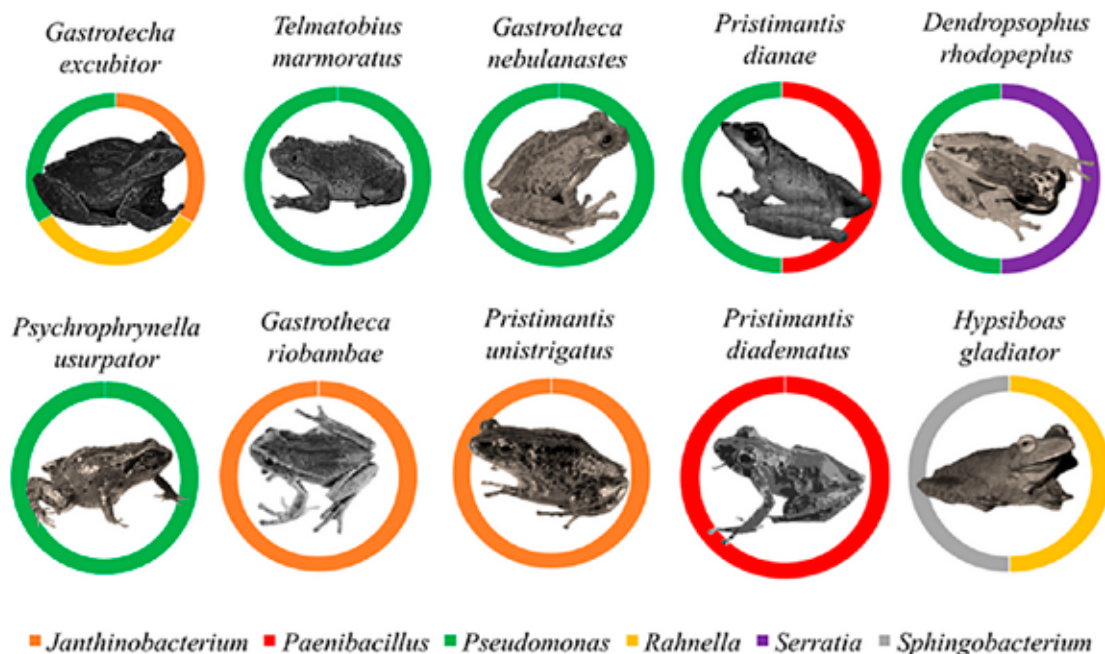 Gastrotecha
excubitor
Telmatobius
marmoratus
Gastrotheca
nebulanastes
Pristimantis
dianae
Dendropsophus
rhodopeplus
Psychrophrynella
usurpator
Gastrotheca
riobambae
Pristimantis
unistrigatus
Pristimantis
diadematus
Hypsiboas
gladiator
Janthinobacterium Paenibacillus Pseudomonas Rahnella Serratia Sphingobacterium